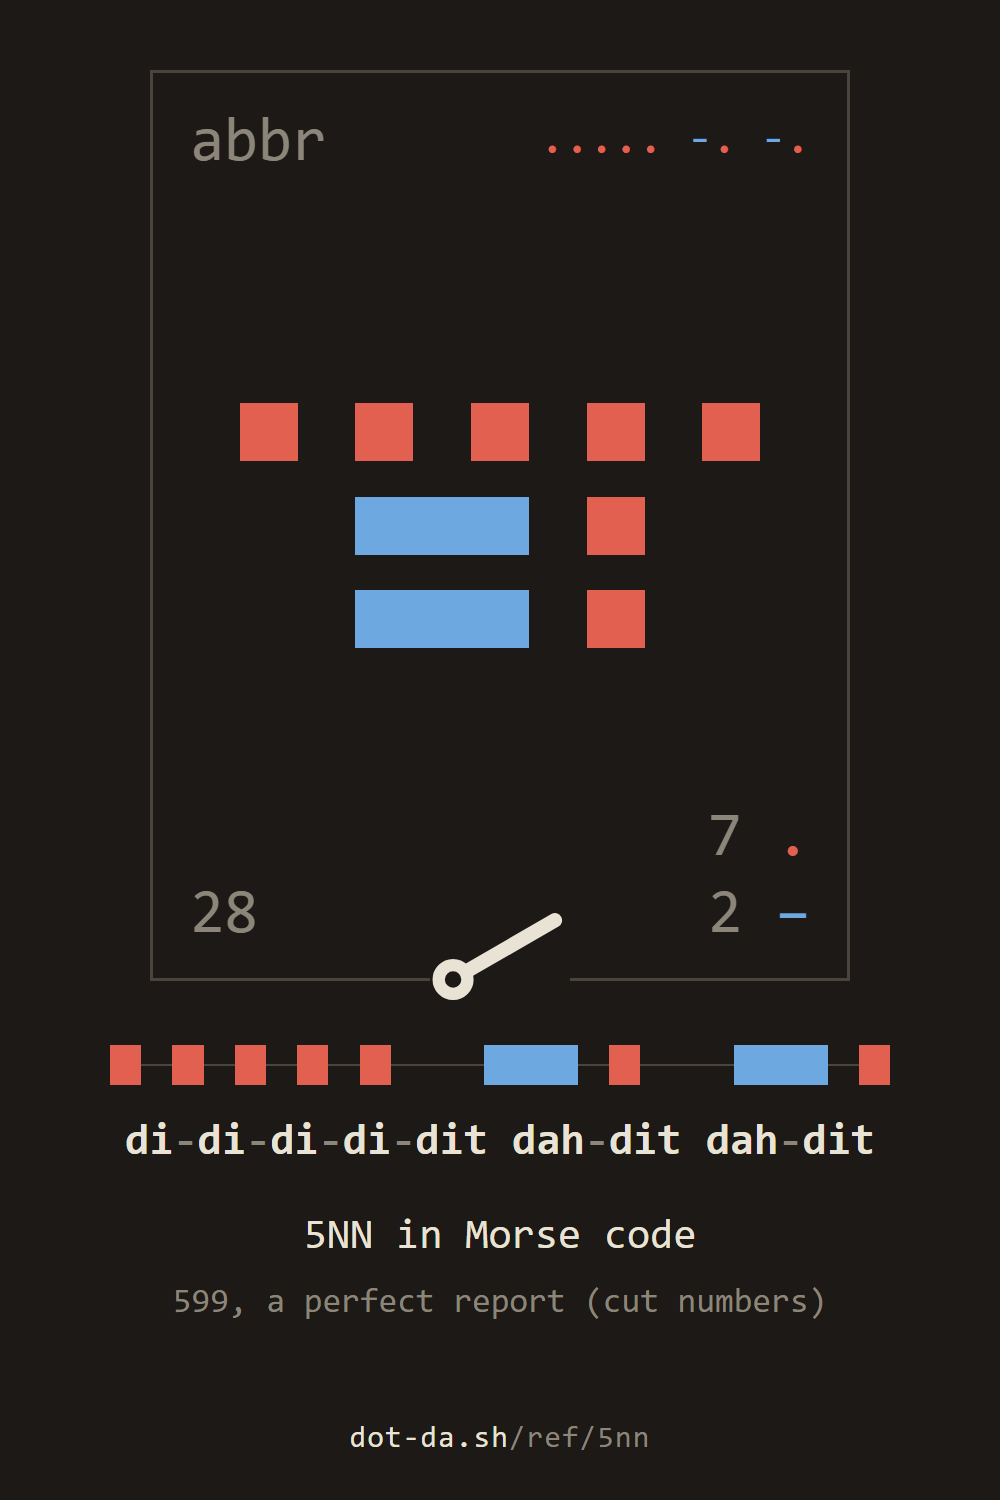 abbr ..... -. -.
7 .
28 2 −
di-di-di-di-dit dah-dit dah-dit
5NN in Morse code
599, a perfect report (cut numbers)
dot-da.sh/ref/5nn